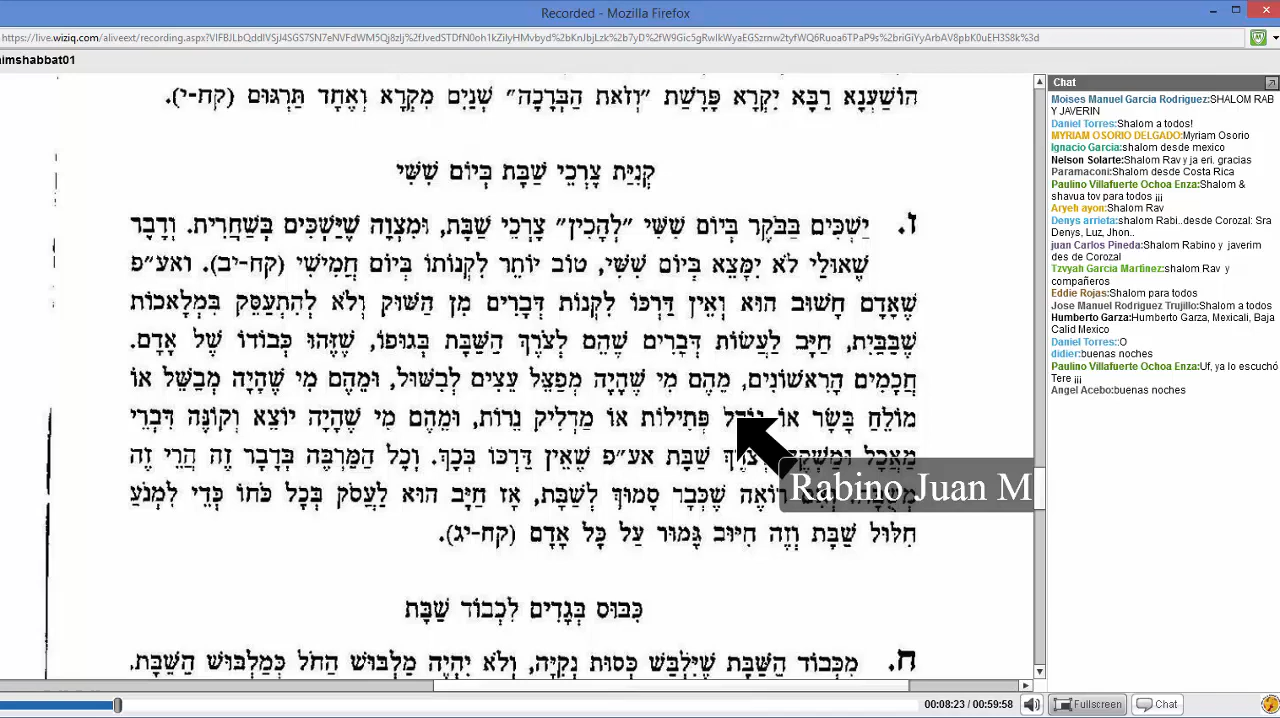 Recorded - Mozilla Firefox
himshabbat01
הוֹשַׁעְנָא רַבָּא יִקְרָא פָּרָשַׁת "וְזֹאת הַבְּרָכָה" שְׁנַיִם מִקְרָא וְאֶחָד תַּרְגּוּם (קח-י).
קְנִיַּת צָרְכֵי שַׁבָּת בְּיוֹם שִׁשִּׁי
ז. יַשְׁכִּים בַּבֹּקֶר בְּיוֹם שִׁשִּׁי "לְהָכִין" צָרְכֵי שַׁבָּת, וּמִצְוָה שֶׁיַּשְׁכִּים בְּשַׁחֲרִית. וְדָבָר
שֶׁאוּלַי לֹא יִמָּצֵא בְּיוֹם שִׁשִּׁי, טוֹב יוֹתֵר לִקְנוֹתוֹ בְּיוֹם חֲמִישִׁי (קח-יב). ואע״פ
שֶׁאָדָם חָשׁוּב הוּא וְאֵין דַּרְכּוֹ לִקְנוֹת דְּבָרִים מִן הַשּׁוּק וְלֹא לְהִתְעַסֵּק בִּמְלָאכוֹת
שֶׁבַּבַּיִת, חַיָּב לַעֲשׂוֹת דְּבָרִים שֶׁהֵם לְצֹרֶךְ הַשַּׁבָּת בְּגוּפוֹ, שֶׁזֶּהוּ כְּבוֹדוֹ שֶׁל אָדָם.
חֲכָמִים הָרִאשׁוֹנִים, מֵהֶם מִי שֶׁהָיָה מְפַצֵּל עֵצִים לְבִשּׁוּל, וּמֵהֶם מִי שֶׁהָיָה מְבַשֵּׁל אוֹ
מוֹלֵחַ בָּשָׂר אוֹ פְּתִילוֹת אוֹ מַדְלִיק נֵרוֹת, וּמֵהֶם מִי שֶׁהָיָה יוֹצֵא וְקוֹנֶה דִּבְרֵי
מַאֲכָל שַׁבָּת אע״פ שֶׁאֵין דַּרְכּוֹ בְּכָךְ. וְכָל הַמַּרְבֶּה בְּדָבָר זֶה הֲרֵי זֶה
רוֹאֶה שֶׁכְּבָר סָמוּךְ לְשַׁבָּת, אָז חַיָּב הוּא לַעֲסֹק בְּכָל כֹּחוֹ כְּדֵי לִמְנֹעַ
חִלּוּל שַׁבָּת וְזֶה חִיּוּב גָּמוּר עַל כָּל אָדָם (קח-יג).
Rabino Juan M
כִּבּוּס בְּגָדִים לִכְבוֹד שַׁבָּת
ח. מִכְּבוֹד הַשַּׁבָּת שֶׁיִּלְבַּשׁ כְּסוּת נְקִיָּה, וְלֹא יִהְיֶה מַלְבּוּשׁ הַחֹל כְּמַלְבּוּשׁ הַשַּׁבָּת.
Chat
Moises Manuel Garcia Rodriguez:SHALOM RAB
Y JAVERIN
Daniel Torres:Shalom a todos!
MYRIAM OSORIO DELGADO:Myriam Osorio
Ignacio Garcia:shalom desde mexico
Nelson Solarte:Shalom Rav y ja eri. gracias
Paramaconi:Shalom desde Costa Rica
Paulino Villafuerte Ochoa Enza:Shalom &
shavua tov para todos ¡¡¡
Aryeh ayon:Shalom Rav
Denys arrieta:shalom Rabi..desde Corozal: Sra
Denys, Luz, Jhon..
juan Carlos Pineda:Shalom Rabino y javerim
des de Corozal
Tzvyah Garcia Martinez:shalom Rav y
compañeros
Eddie Rojas:Shalom para todos
Jose Manuel Rodriguez Trujillo:Shalom a todos
Humberto Garza:Humberto Garza, Mexicali, Baja
Calid Mexico
Daniel Torres::O
didier:buenas noches
Paulino Villafuerte Ochoa Enza:Uf, ya lo escuchó
Tere ¡¡¡
Angel Acebo:buenas noches
00:08:23 / 00:59:58
Fullscreen
Chat